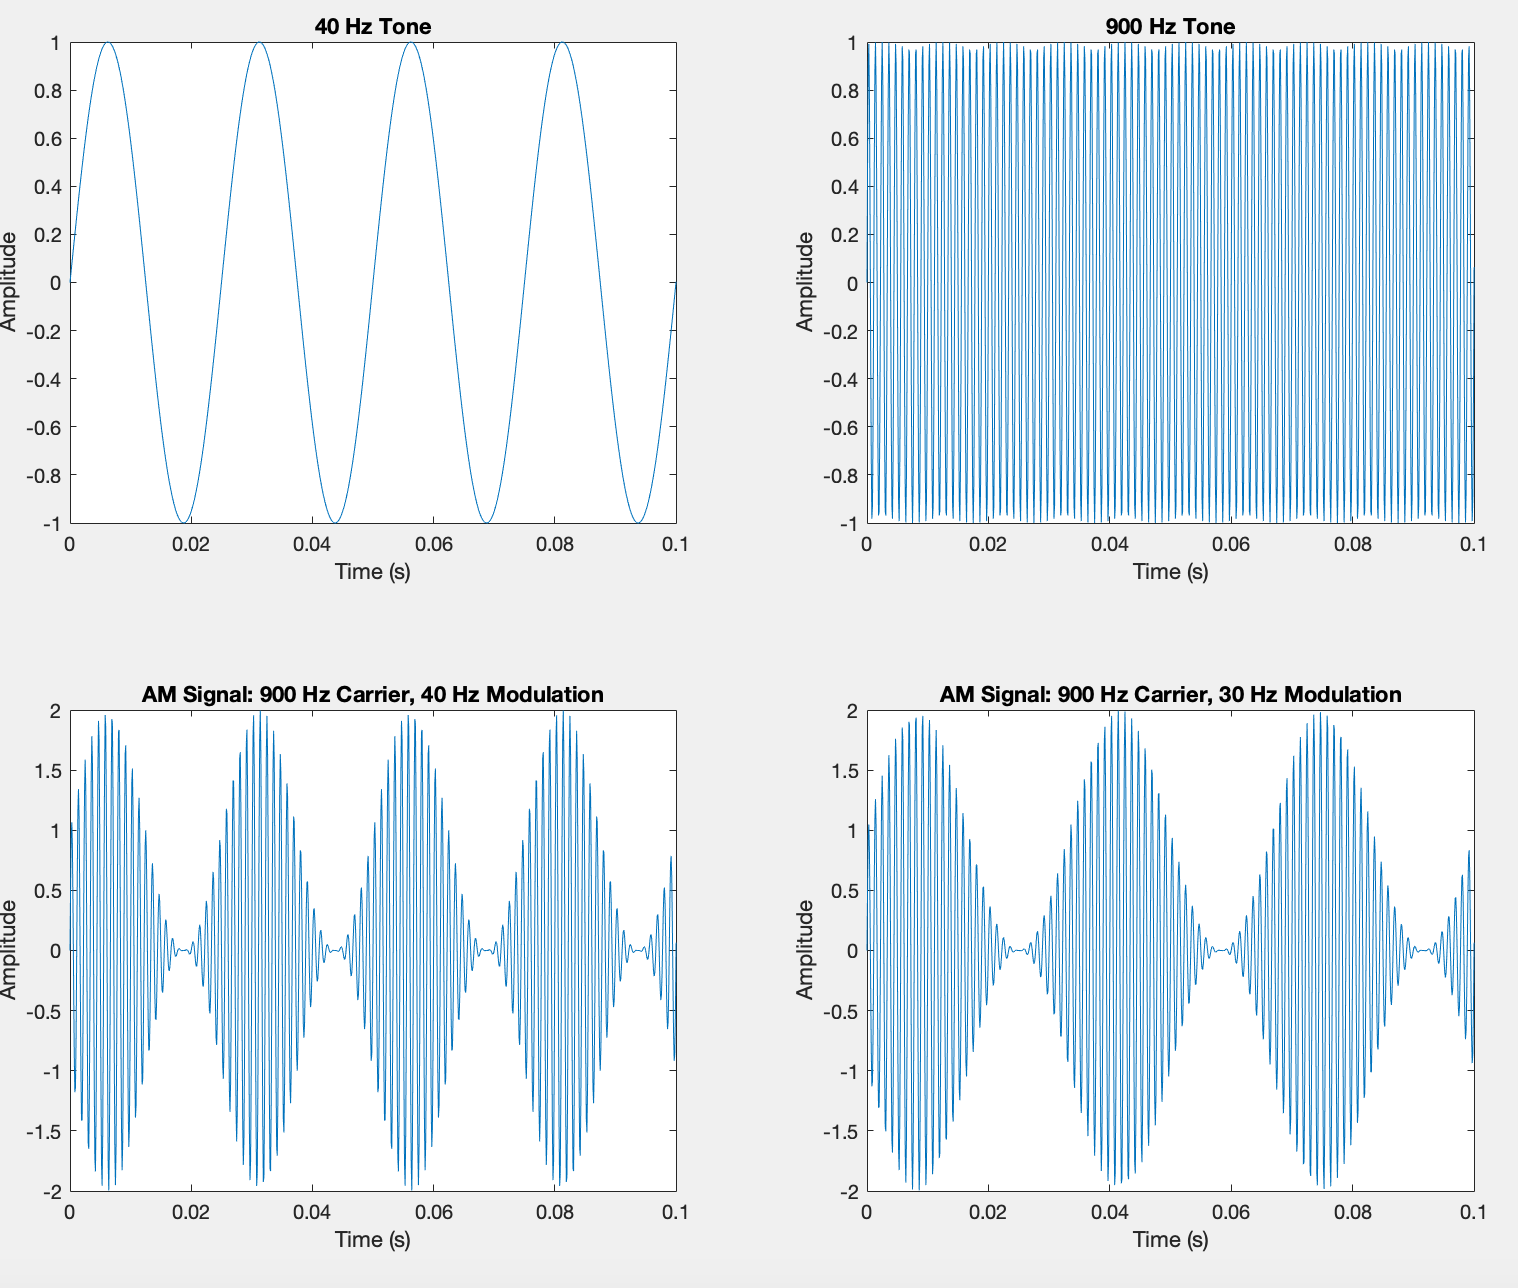 40 Hz Tone
1
0.8
0.6
0.4
0.2
0
-0.2
-0.4
-0.6
-0.8
-1
Amplitude
0 0.02 0.04 0.06 0.08 0.1
Time (s)
900 Hz Tone
1
0.8
0.6
0.4
0.2
0
-0.2
-0.4
-0.6
-0.8
-1
Amplitude
0 0.02 0.04 0.06 0.08 0.1
Time (s)
AM Signal: 900 Hz Carrier, 40 Hz Modulation
2
1.5
1
0.5
0
-0.5
-1
-1.5
-2
Amplitude
0 0.02 0.04 0.06 0.08 0.1
Time (s)
AM Signal: 900 Hz Carrier, 30 Hz Modulation
2
1.5
1
0.5
0
-0.5
-1
-1.5
-2
Amplitude
0 0.02 0.04 0.06 0.08 0.1
Time (s)